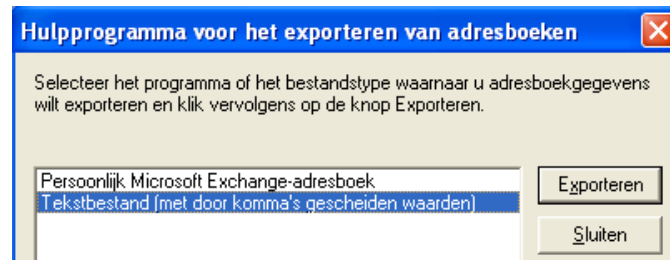 Hulpprogramma voor het exporteren van adresboeken
Selecteer het programma of het bestandstype waarnaar u adresboekgegevens
wilt exporteren en klik vervolgens op de knop Exporteren.
Persoonlijk Microsoft Exchange-adresboek
Tekstbestand (met door komma's gescheiden waarden)
Exporteren
Sluiten